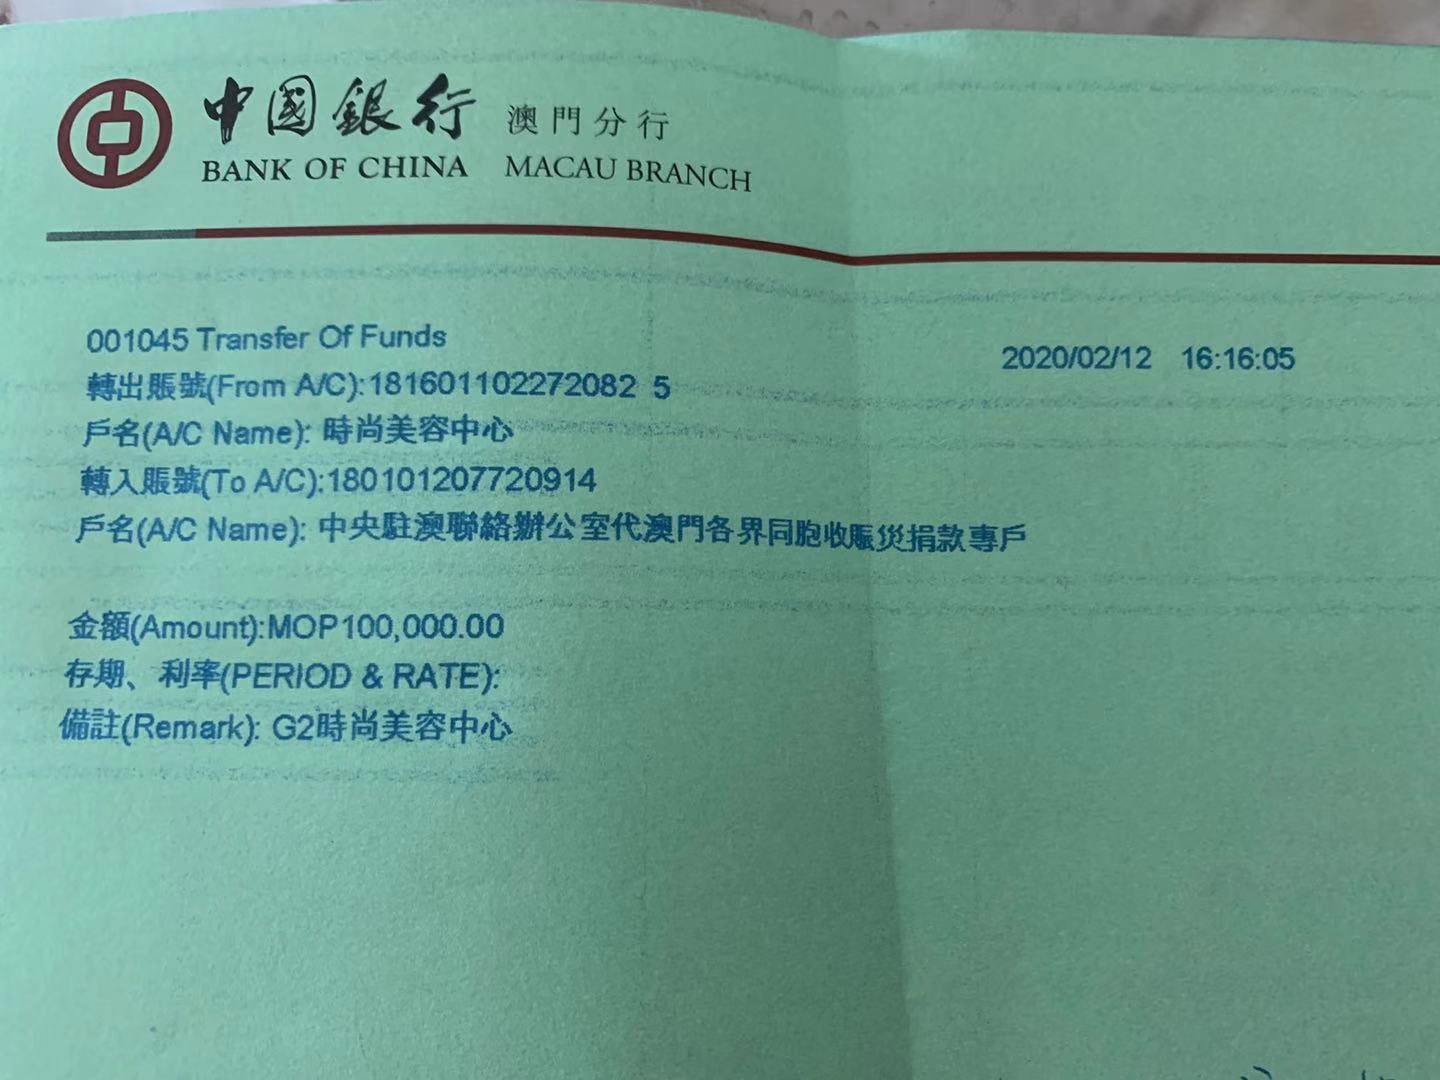 中國銀行 澳門分行
BANK OF CHINA MACAU BRANCH
001045 Transfer Of Funds 2020/02/12 16:16:05
轉出賬號(From A/C):181601102272082 5
戶名(A/C Name): 時尚美容中心
轉入賬號(To A/C):180101207720914
戶名(A/C Name): 中央駐澳聯絡辦公室代澳門各界同胞收賑災捐款專戶
金額(Amount):MOP100,000.00
存期、利率(PERIOD & RATE):
備註(Remark): G2時尚美容中心